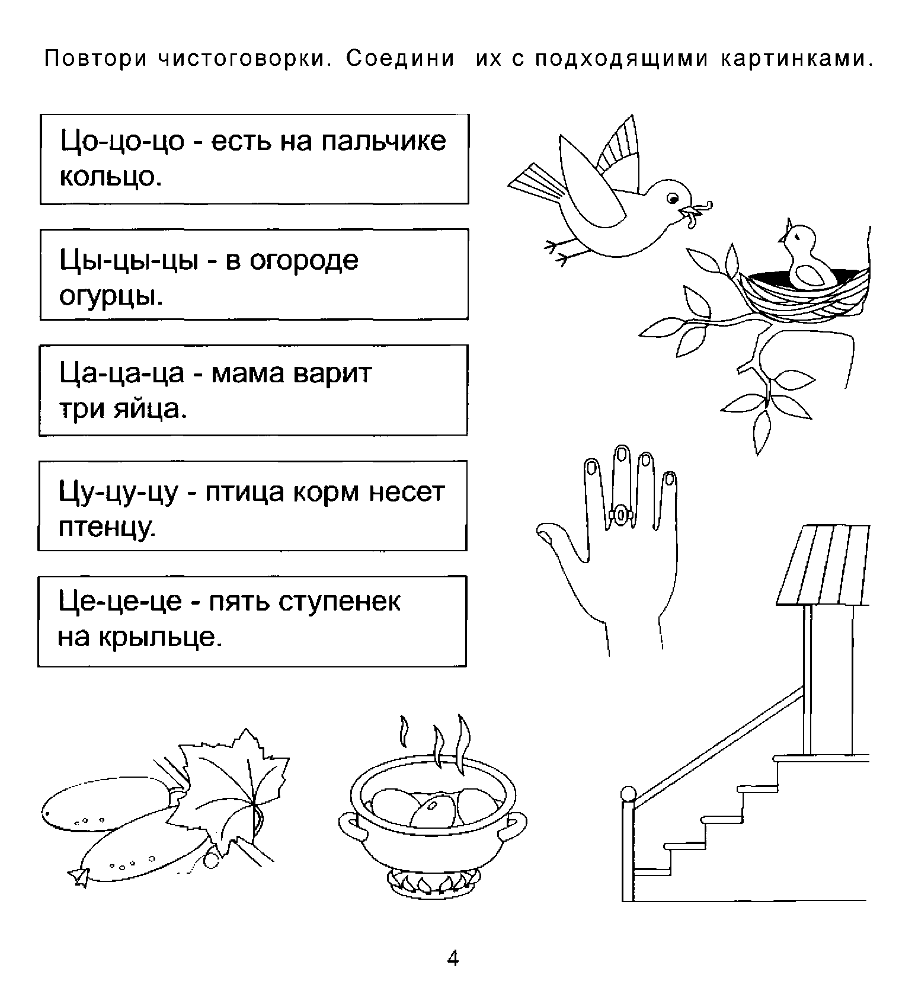 Повтори чистоговорки. Соедини их с подходящими картинками.
Цо-цо-цо - есть на пальчике
кольцо.
Цы-цы-цы - в огороде
огурцы.
Ца-ца-ца - мама варит
три яйца.
Цу-цу-цу - птица корм несет
птенцу.
Це-це-це - пять ступенек
на крыльце.
4